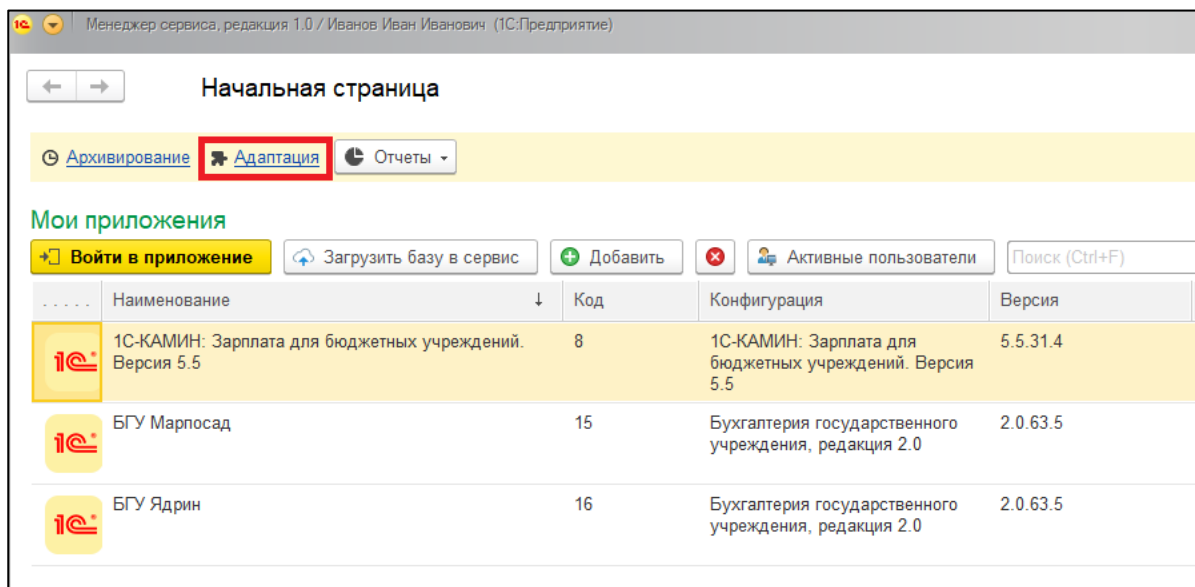 Менеджер сервиса, редакция 1.0 / Иванов Иван Иванович (1С:Предприятие)
Начальная страница
Архивирование Адаптация Отчеты
Мои приложения
Войти в приложение Загрузить базу в сервис Добавить Активные пользователи Поиск (Ctrl+F)
..... Наименование ↓ Код Конфигурация Версия
1С-КАМИН: Зарплата для бюджетных учреждений. 8 1С-КАМИН: Зарплата для 5.5.31.4
Версия 5.5 бюджетных учреждений. Версия
5.5
БГУ Марпосад 15 Бухгалтерия государственного 2.0.63.5
учреждения, редакция 2.0
БГУ Ядрин 16 Бухгалтерия государственного 2.0.63.5
учреждения, редакция 2.0